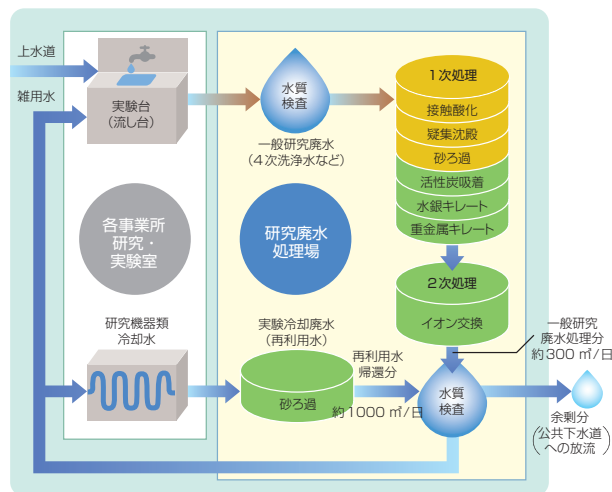 上水道
雑用水
実験台
(流し台)
水質
検査
一般研究廃水
(4次洗浄水など)
1次処理
接触酸化
疑集沈殿
砂ろ過
活性炭吸着
水銀キレート
重金属キレート
各事業所
研究・
実験室
研究廃水
処理場
2次処理
イオン交換
研究機器類
冷却水
実験冷却廃水
(再利用水)
砂ろ過
再利用水
帰還分
約1000㎥/日
水質
検査
一般研究
廃水処理分
約300㎥/日
余剰分
(公共下水道
への放流)